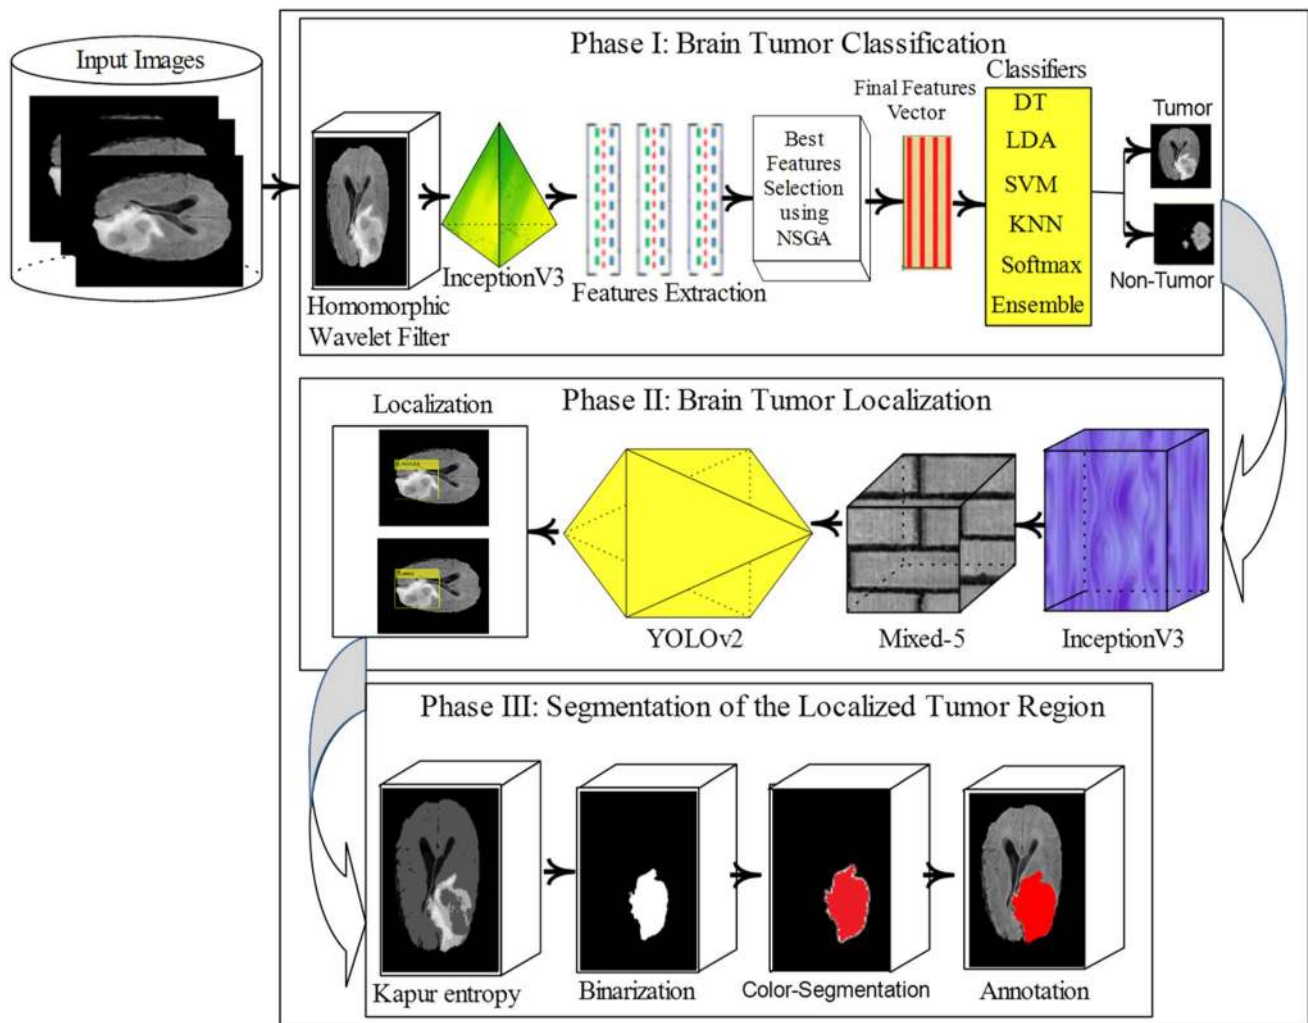 Input Images
Phase I: Brain Tumor Classification
Homomorphic
Wavelet Filter
InceptionV3
Features Extraction
Best
Features
Selection
using
NSGA
Final Features
Vector
Classifiers
DT
LDA
SVM
KNN
Softmax
Ensemble
Tumor
Non-Tumor
Phase II: Brain Tumor Localization
Localization
YOLOv2
Mixed-5
InceptionV3
Phase III: Segmentation of the Localized Tumor Region
Kapur entropy
Binarization
Color-Segmentation
Annotation